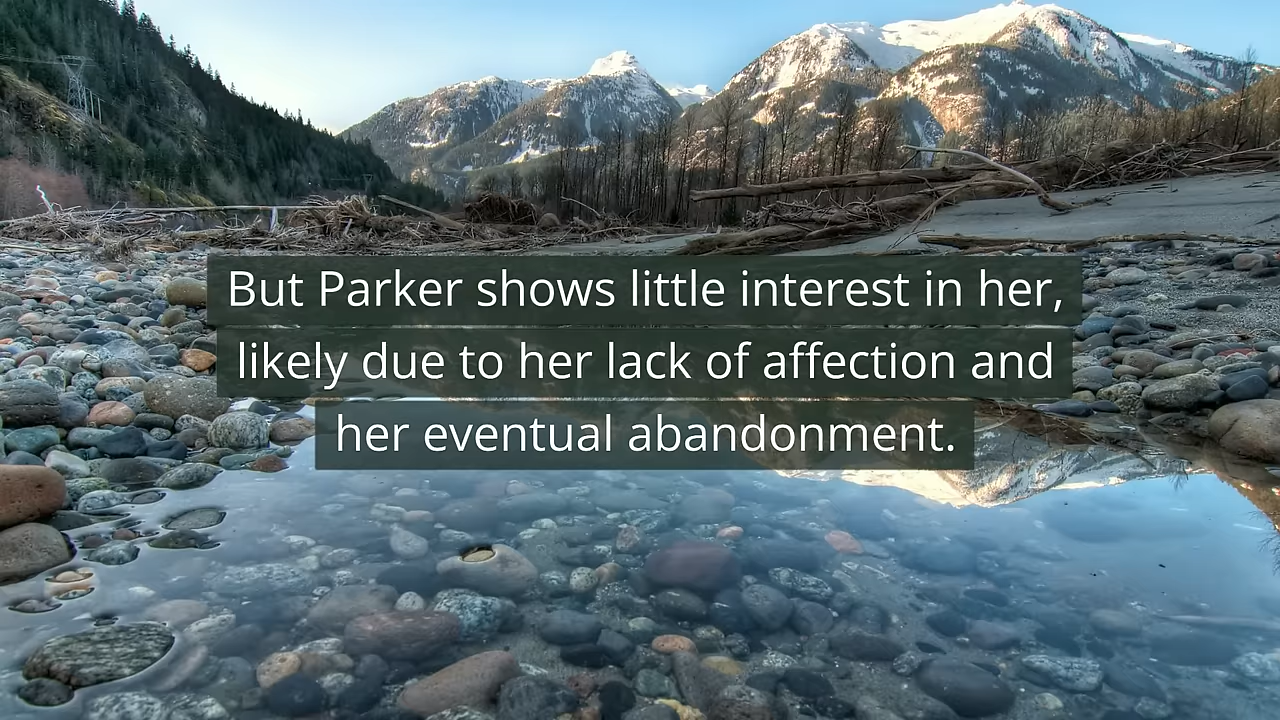 But Parker shows little interest in her,
likely due to her lack of affection and
her eventual abandonment.